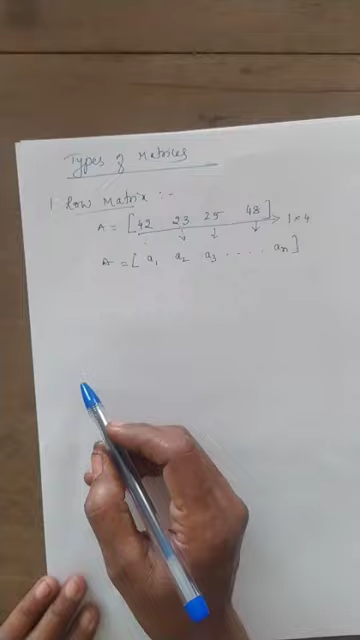 Types of Matrices
1 Row Matrix :-
A = [42 23 25 48] → 1×4
A = [ a₁ a₂ a₃ . . . . aₙ ]